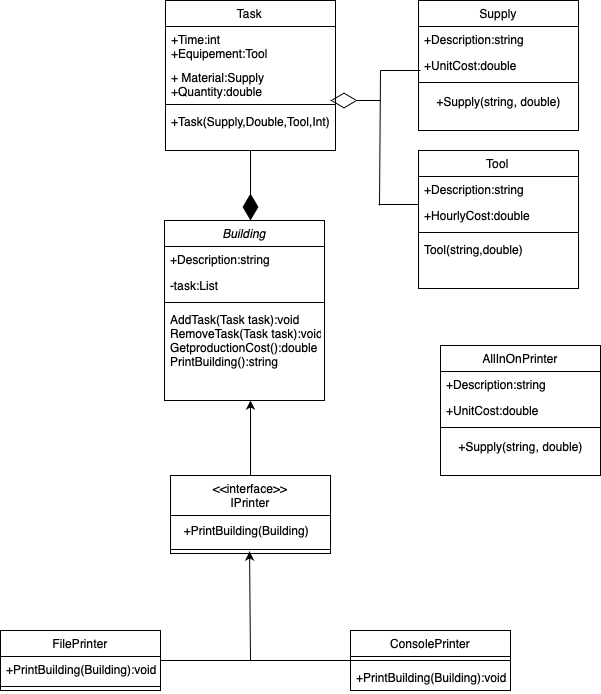 Task
+Time:int
+Equipement:Tool
+ Material:Supply
+Quantity:double
+Task(Supply,Double,Tool,Int)
Supply
+Description:string
+UnitCost:double
+Supply(string, double)
Tool
+Description:string
+HourlyCost:double
Tool(string,double)
Building
+Description:string
-task:List
AddTask(Task task):void
RemoveTask(Task task):void
GetproductionCost():double
PrintBuilding():string
AllInOnPrinter
+Description:string
+UnitCost:double
+Supply(string, double)
<<interface>>
IPrinter
+PrintBuilding(Building)
FilePrinter
+PrintBuilding(Building):void
ConsolePrinter
+PrintBuilding(Building):void